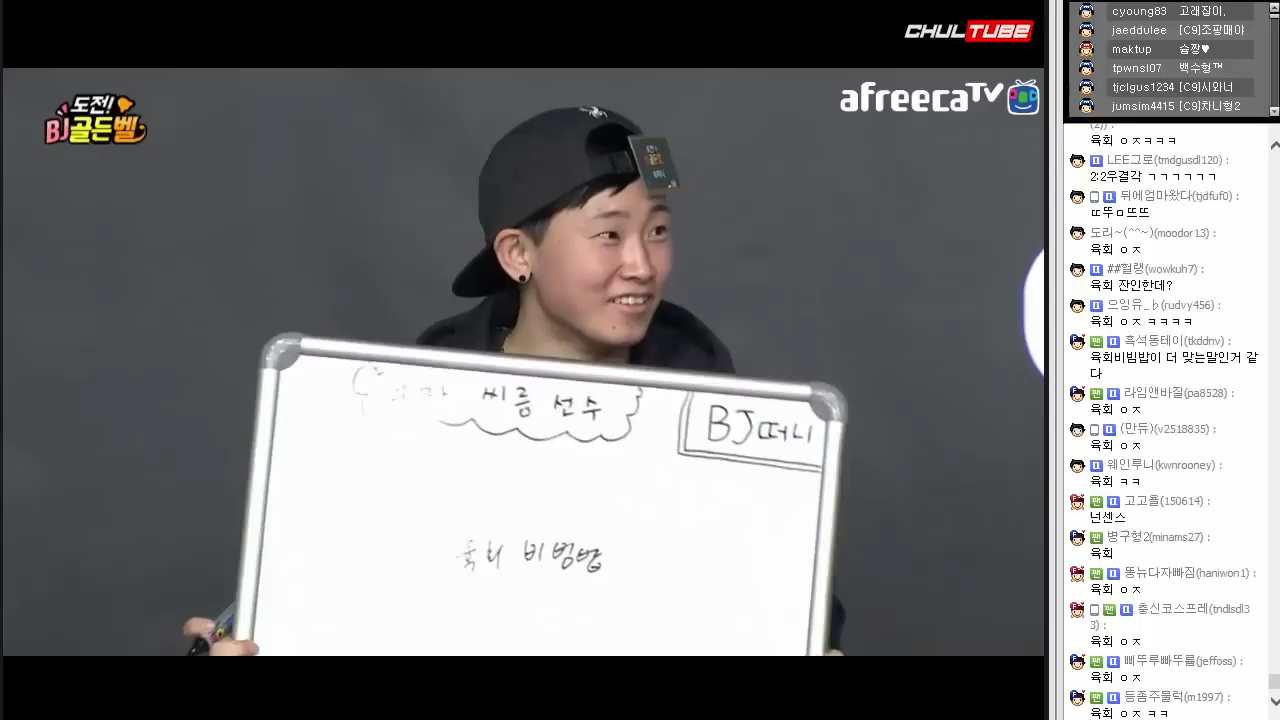 CHULTUBE
afreecaTV
도전!
BJ골든벨
씨름 선수
BJ떠니
육회 비빔밥
cyoung83 고래잡이,
jaeddulee [C9]조팡매야
maktup 슘짱♥
tpwnsl07 백수형™
tjclgus1234 [C9]시와너
jumsim4415 [C9]차니형2
육회 ㅇㅈㅋㅋㅋ
LEE그로(tmdgusdl120) :
2:2우결각 ㄱㄱㄱㄱㄱㄱ
뒤에엄마왔다(tjdfuf0) :
ㄸ뚜ㅁ뜨뜨
도리~(^^~)(moodor13) :
육회 ㅇㅈ
##헐랭(wowkuh7) :
육회 잔인한데?
으잉유_♭(rudvy456) :
육회 ㅇㅈ ㅋㅋㅋㅋ
흑석동테이(tkddnv) :
육회비빔밥이 더 맞는말인거 같
다
라임앤바질(pa8528) :
육회 ㅇㅈ
(만듀)(v2518835) :
육회 ㅇㅈ
웨인루니(kwnrooney) :
육회 ㅋㅋ
고고욜(150614) :
넌센스
병구형2(minams27) :
육회
똥뉴다자빠짐(haniwon1) :
육회 ㅇㅈ
출신코스프레(tndlsdl3
3) :
육회 ㅇㅈ
삐뚜루빠뚜룹(jeffoss) :
육회 ㅇㅈ
등좀주물럭(m1997) :
육회 ㅇㅈ ㅋㅋ